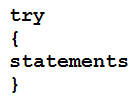 try
{
statements
}